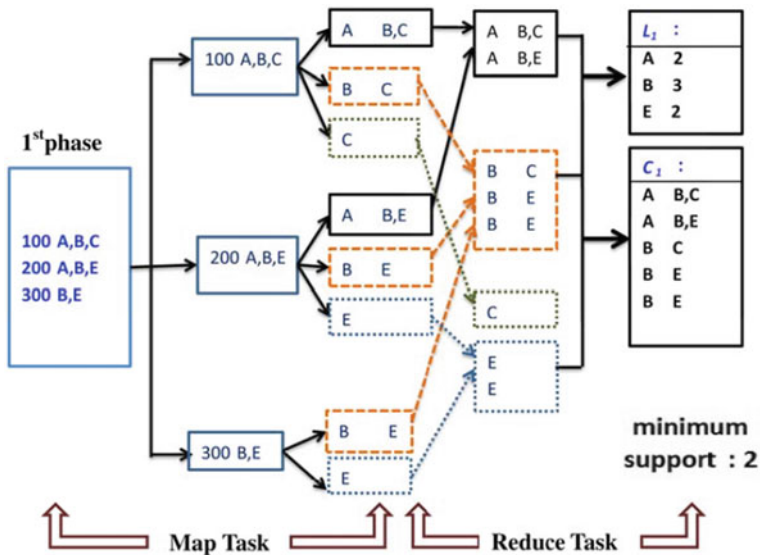 1st phase
100 A,B,C
200 A,B,E
300 B,E
100 A,B,C
200 A,B,E
300 B,E
A B,C
B C
C
A B,E
B E
E
B E
E
A B,C
A B,E
B C
B E
B E
C
E
E
L1 :
A 2
B 3
E 2
C1 :
A B,C
A B,E
B C
B E
B E
minimum
support : 2
Map Task
Reduce Task